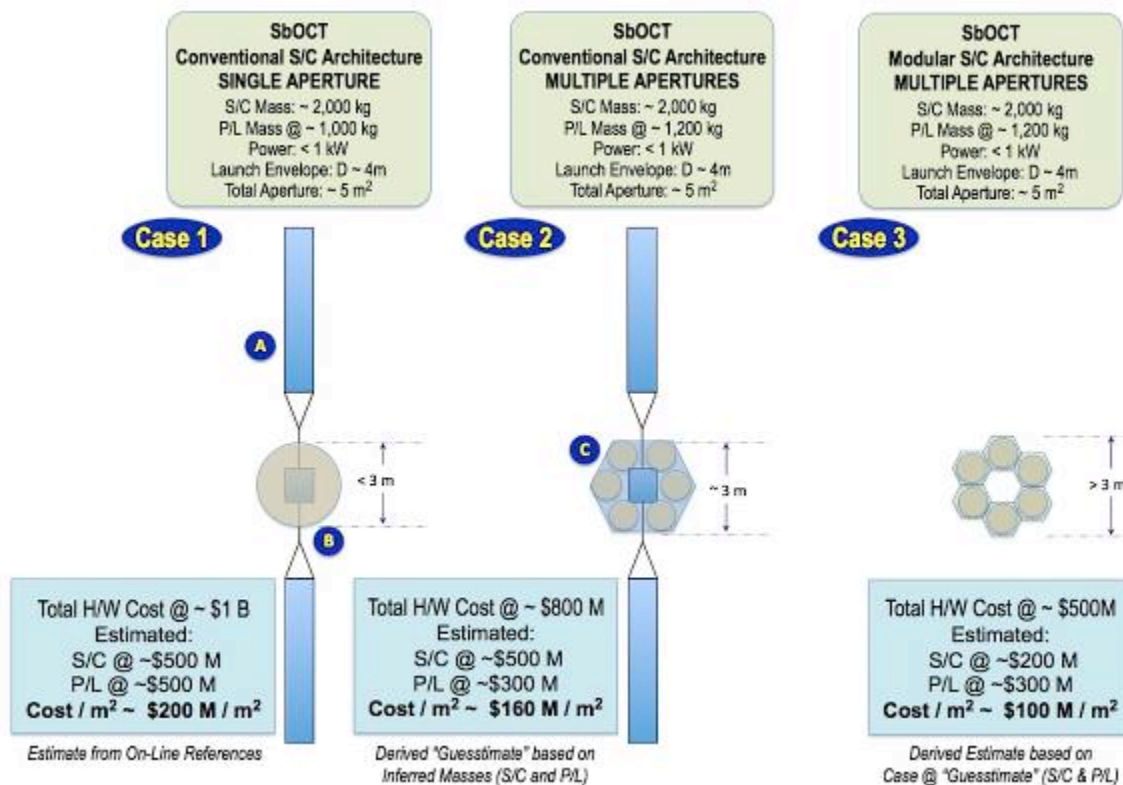 SbOCT
Conventional S/C Architecture
SINGLE APERTURE
S/C Mass: ~ 2,000 kg
P/L Mass @ ~ 1,000 kg
Power: < 1 kW
Launch Envelope: D ~ 4m
Total Aperture: ~ 5 m²
SbOCT
Conventional S/C Architecture
MULTIPLE APERTURES
S/C Mass: ~ 2,000 kg
P/L Mass @ ~ 1,200 kg
Power: < 1 kW
Launch Envelope: D ~ 4m
Total Aperture: ~ 5 m²
SbOCT
Modular S/C Architecture
MULTIPLE APERTURES
S/C Mass: ~ 2,000 kg
P/L Mass @ ~ 1,200 kg
Power: < 1 kW
Launch Envelope: D ~ 4m
Total Aperture: ~ 5 m²
Case 1
Case 2
Case 3
A
C
< 3 m
~ 3 m
> 3 m
B
Total H/W Cost @ ~ $1 B
Estimated:
S/C @ ~$500 M
P/L @ ~$500 M
Cost / m² ~ $200 M / m²
Estimate from On-Line References
Total H/W Cost @ ~ $800 M
Estimated:
S/C @ ~$500 M
P/L @ ~$300 M
Cost / m² ~ $160 M / m²
Derived "Guesstimate" based on
Inferred Masses (S/C and P/L)
Total H/W Cost @ ~ $500M
Estimated:
S/C @ ~$200 M
P/L @ ~$300 M
Cost / m² ~ $100 M / m²
Derived Estimate based on
Case @ "Guesstimate" (S/C & P/L)